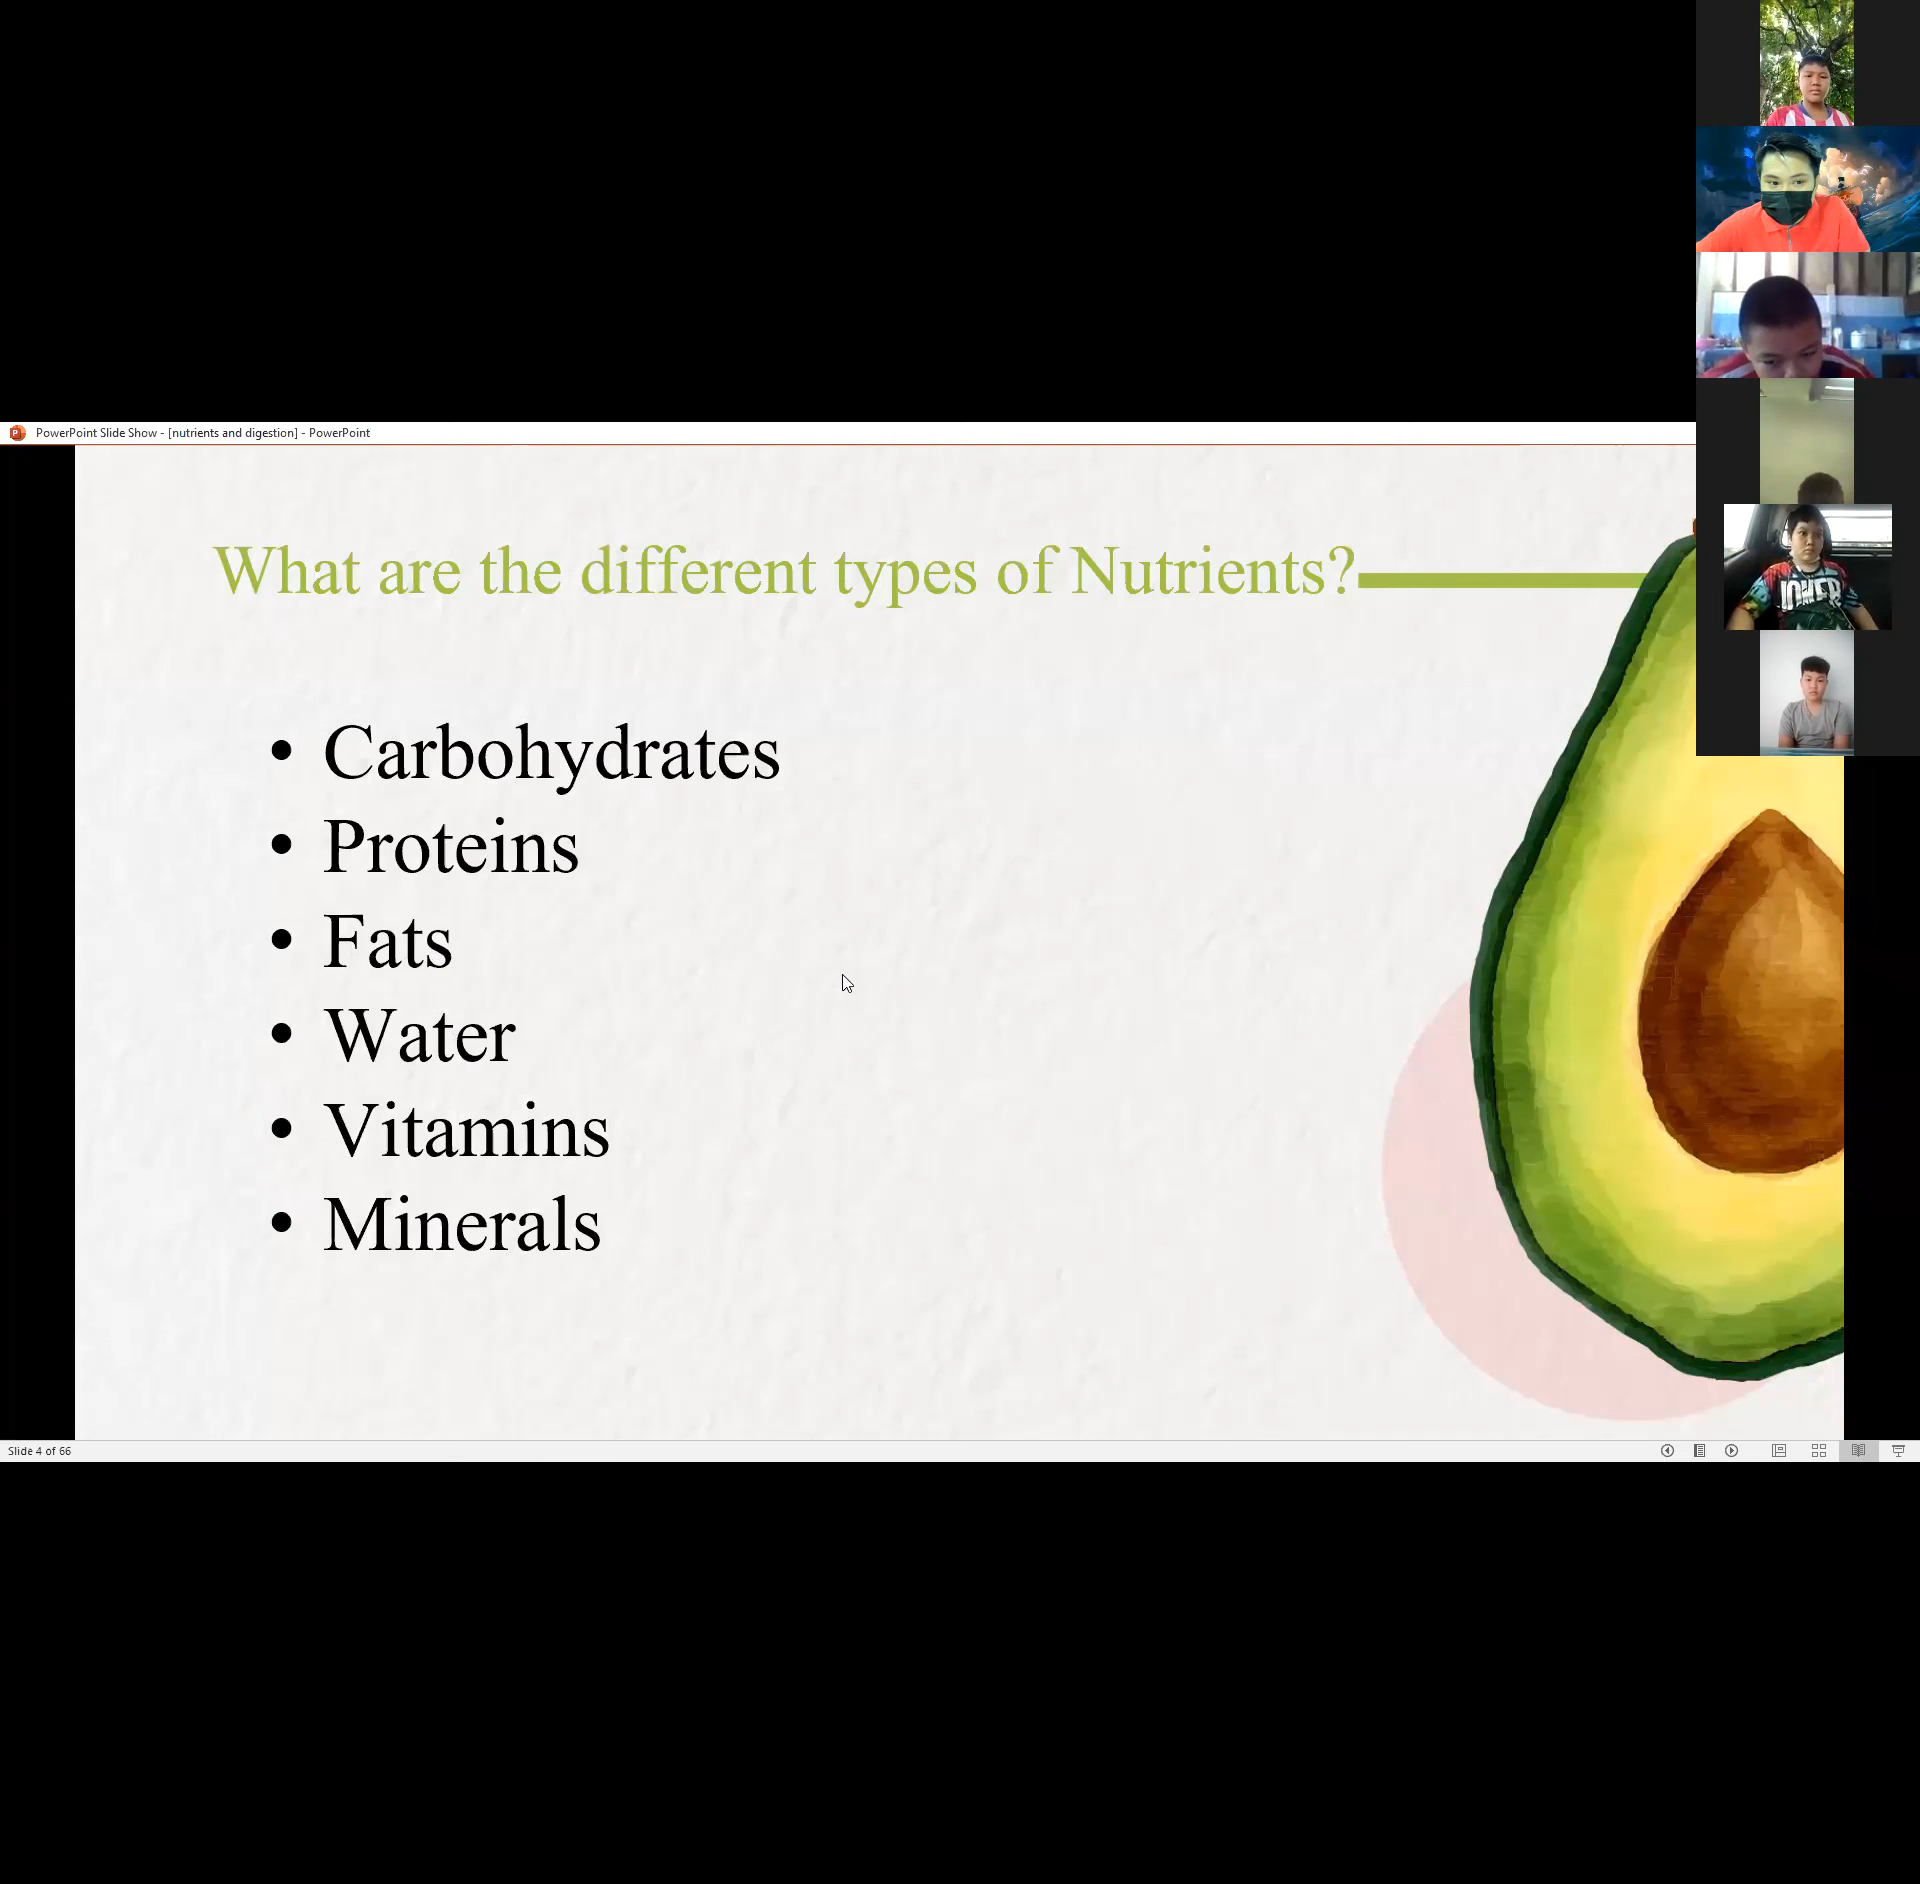 PowerPoint Slide Show - [nutrients and digestion] - PowerPoint
What are the different types of Nutrients?
• Carbohydrates
• Proteins
• Fats
• Water
• Vitamins
• Minerals
JOKER
Slide 4 of 66